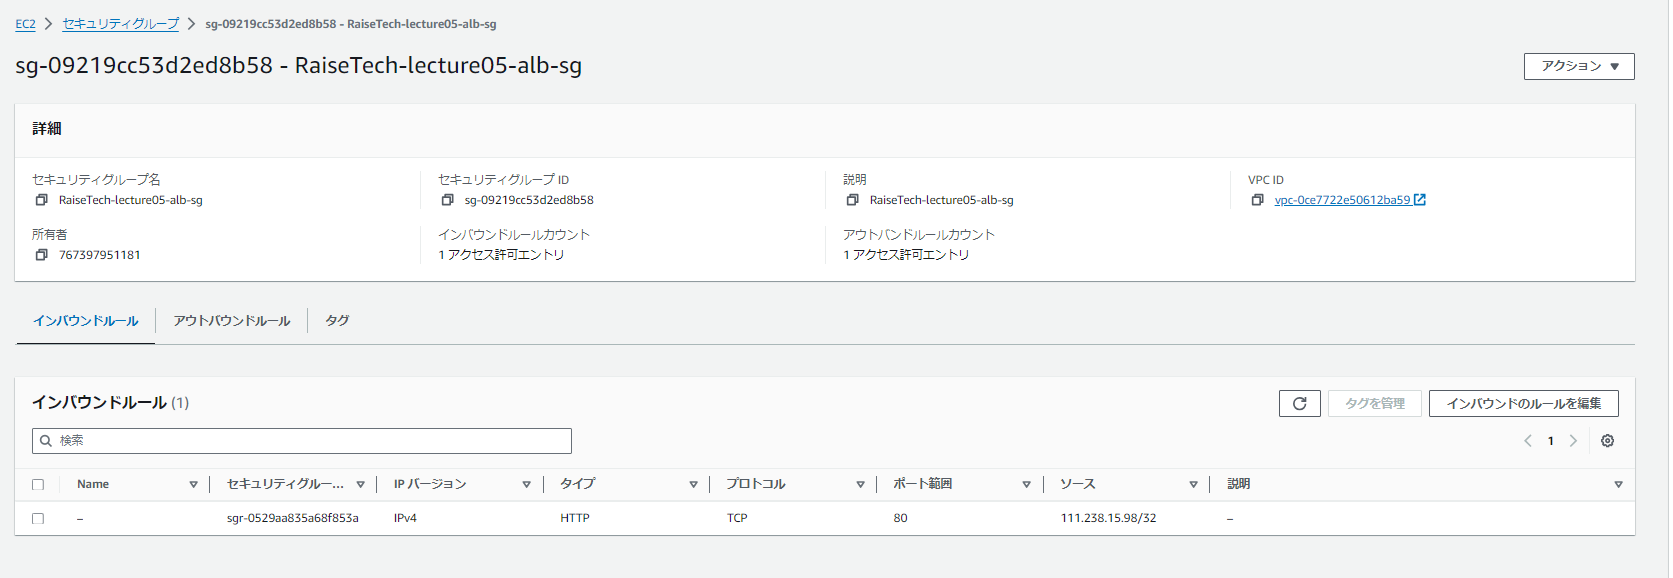 EC2 > セキュリティグループ > sg-09219cc53d2ed8b58 - RaiseTech-lecture05-alb-sg
sg-09219cc53d2ed8b58 - RaiseTech-lecture05-alb-sg
アクション
詳細
セキュリティグループ名 セキュリティグループ ID 説明 VPC ID
RaiseTech-lecture05-alb-sg sg-09219cc53d2ed8b58 RaiseTech-lecture05-alb-sg vpc-0ce7722e50612ba59
所有者 インバウンドルールカウント アウトバンドルールカウント
767397951181 1 アクセス許可エントリ 1 アクセス許可エントリ
インバウンドルール アウトバウンドルール タグ
インバウンドルール (1) タグを管理 インバウンドのルールを編集
検索 1
Name セキュリティグルー... IP バージョン タイプ プロトコル ポート範囲 ソース 説明
– sgr-0529aa835a68f853a IPv4 HTTP TCP 80 111.238.15.98/32 –